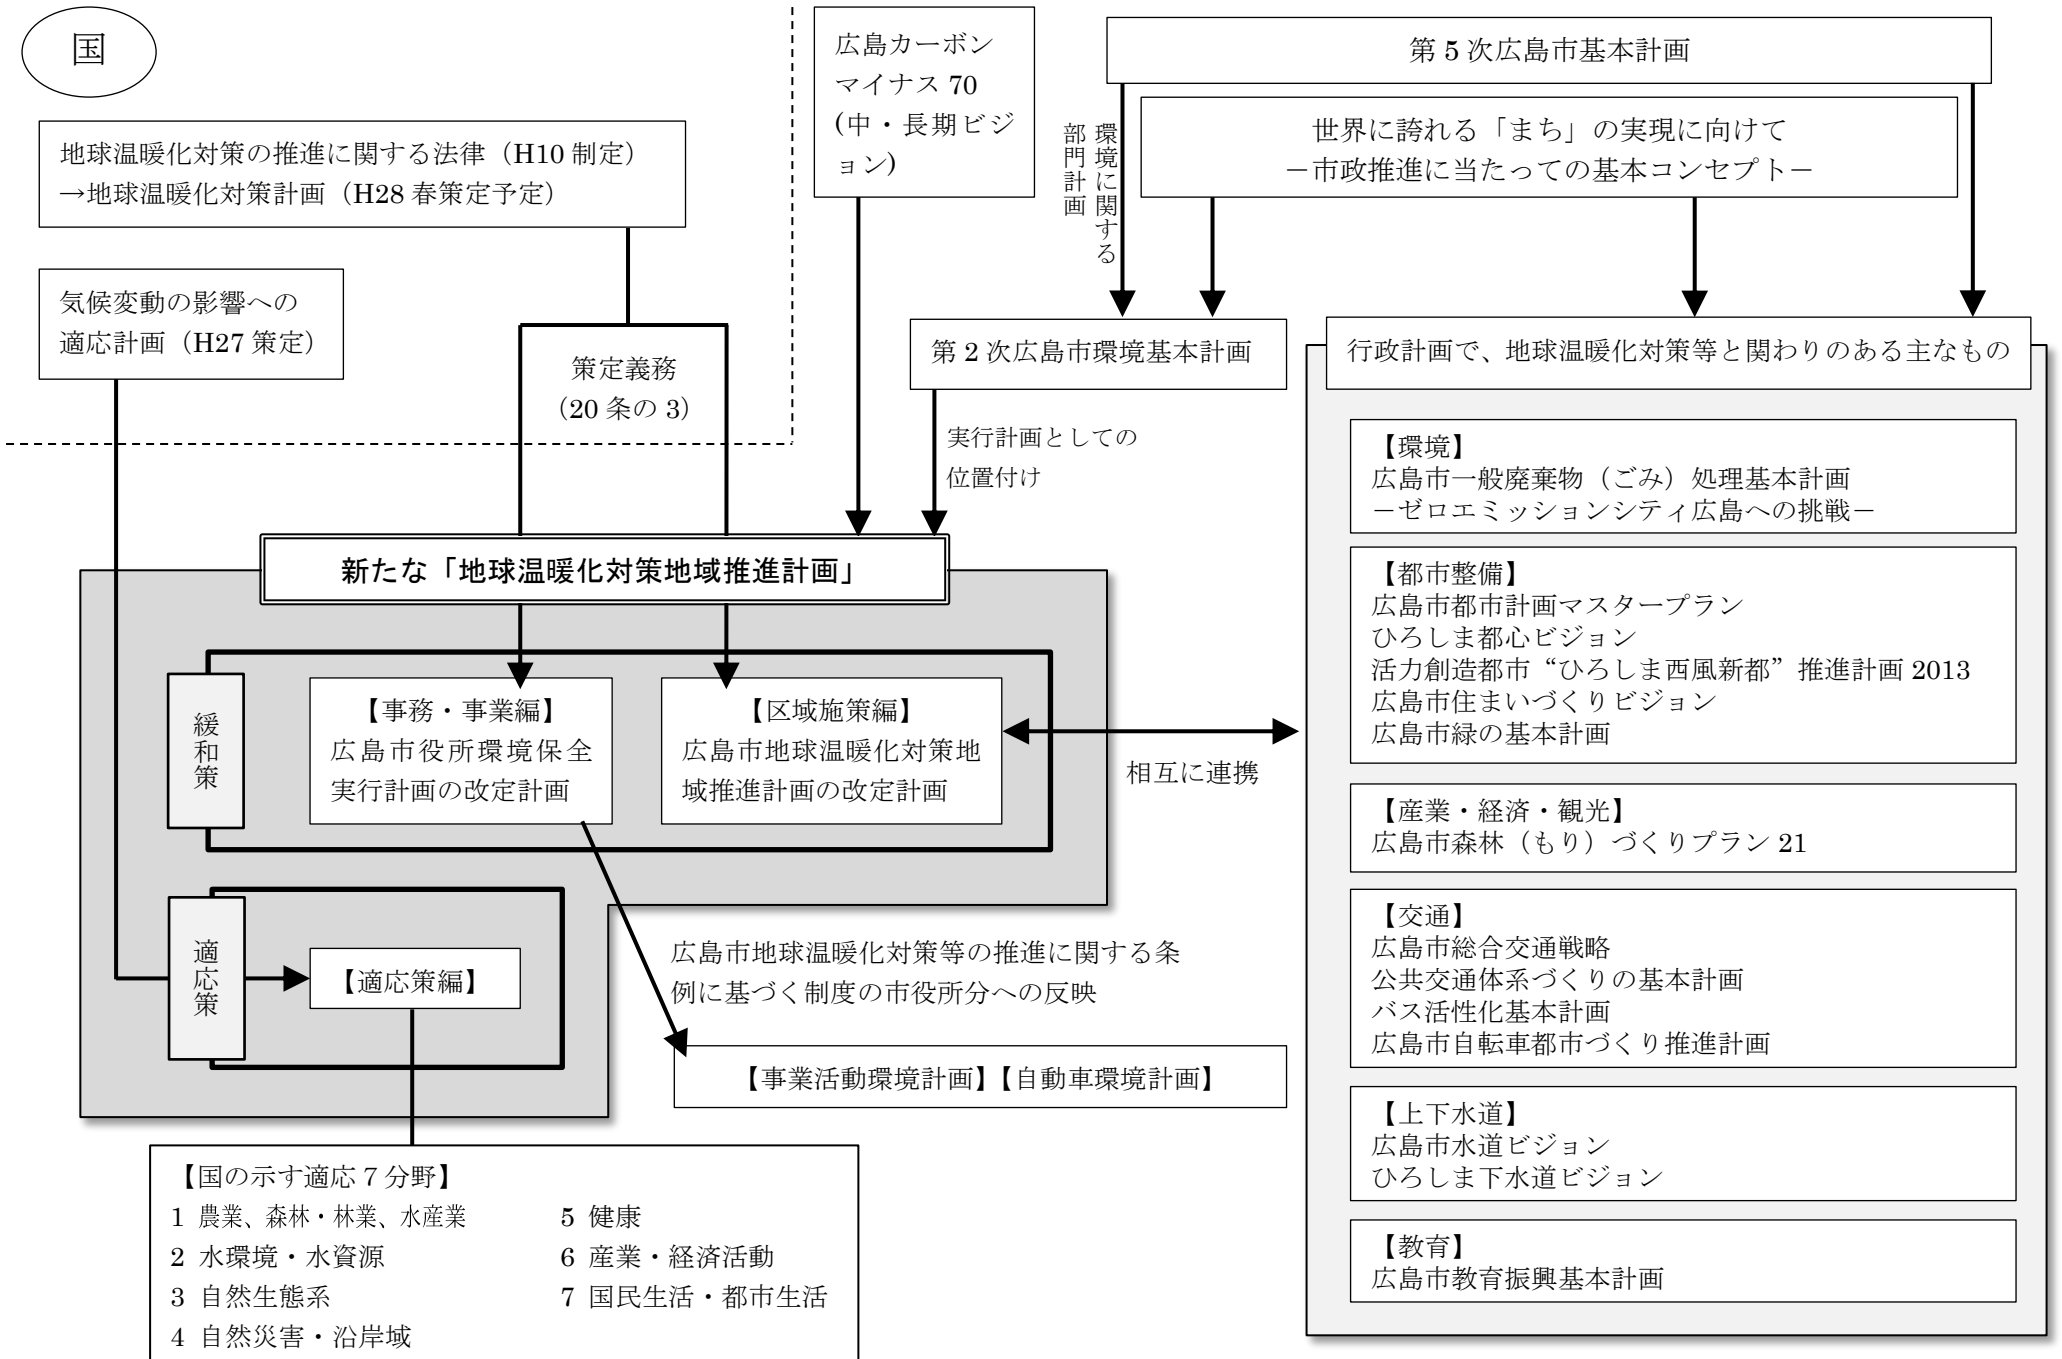 国
地球温暖化対策の推進に関する法律（H10 制定）
→地球温暖化対策計画（H28 春策定予定）
気候変動の影響への
適応計画（H27 策定）
策定義務
（20 条の 3）
広島カーボン
マイナス 70
(中・長期ビジ
ョン)
第 5 次広島市基本計画
世界に誇れる「まち」の実現に向けて
－市政推進に当たっての基本コンセプト－
環境に関する
部門計画
第 2 次広島市環境基本計画
実行計画としての
位置付け
新たな「地球温暖化対策地域推進計画」
緩和策
【事務・事業編】
広島市役所環境保全
実行計画の改定計画
【区域施策編】
広島市地球温暖化対策地
域推進計画の改定計画
相互に連携
適応策
【適応策編】
広島市地球温暖化対策等の推進に関する条
例に基づく制度の市役所分への反映
【事業活動環境計画】【自動車環境計画】
【国の示す適応７分野】
1 農業、森林・林業、水産業
2 水環境・水資源
3 自然生態系
4 自然災害・沿岸域
5 健康
6 産業・経済活動
7 国民生活・都市生活
行政計画で、地球温暖化対策等と関わりのある主なもの
【環境】
広島市一般廃棄物（ごみ）処理基本計画
－ゼロエミッションシティ広島への挑戦－
【都市整備】
広島市都市計画マスタープラン
ひろしま都心ビジョン
活力創造都市“ひろしま西風新都”推進計画 2013
広島市住まいづくりビジョン
広島市緑の基本計画
【産業・経済・観光】
広島市森林（もり）づくりプラン 21
【交通】
広島市総合交通戦略
公共交通体系づくりの基本計画
バス活性化基本計画
広島市自転車都市づくり推進計画
【上下水道】
広島市水道ビジョン
ひろしま下水道ビジョン
【教育】
広島市教育振興基本計画